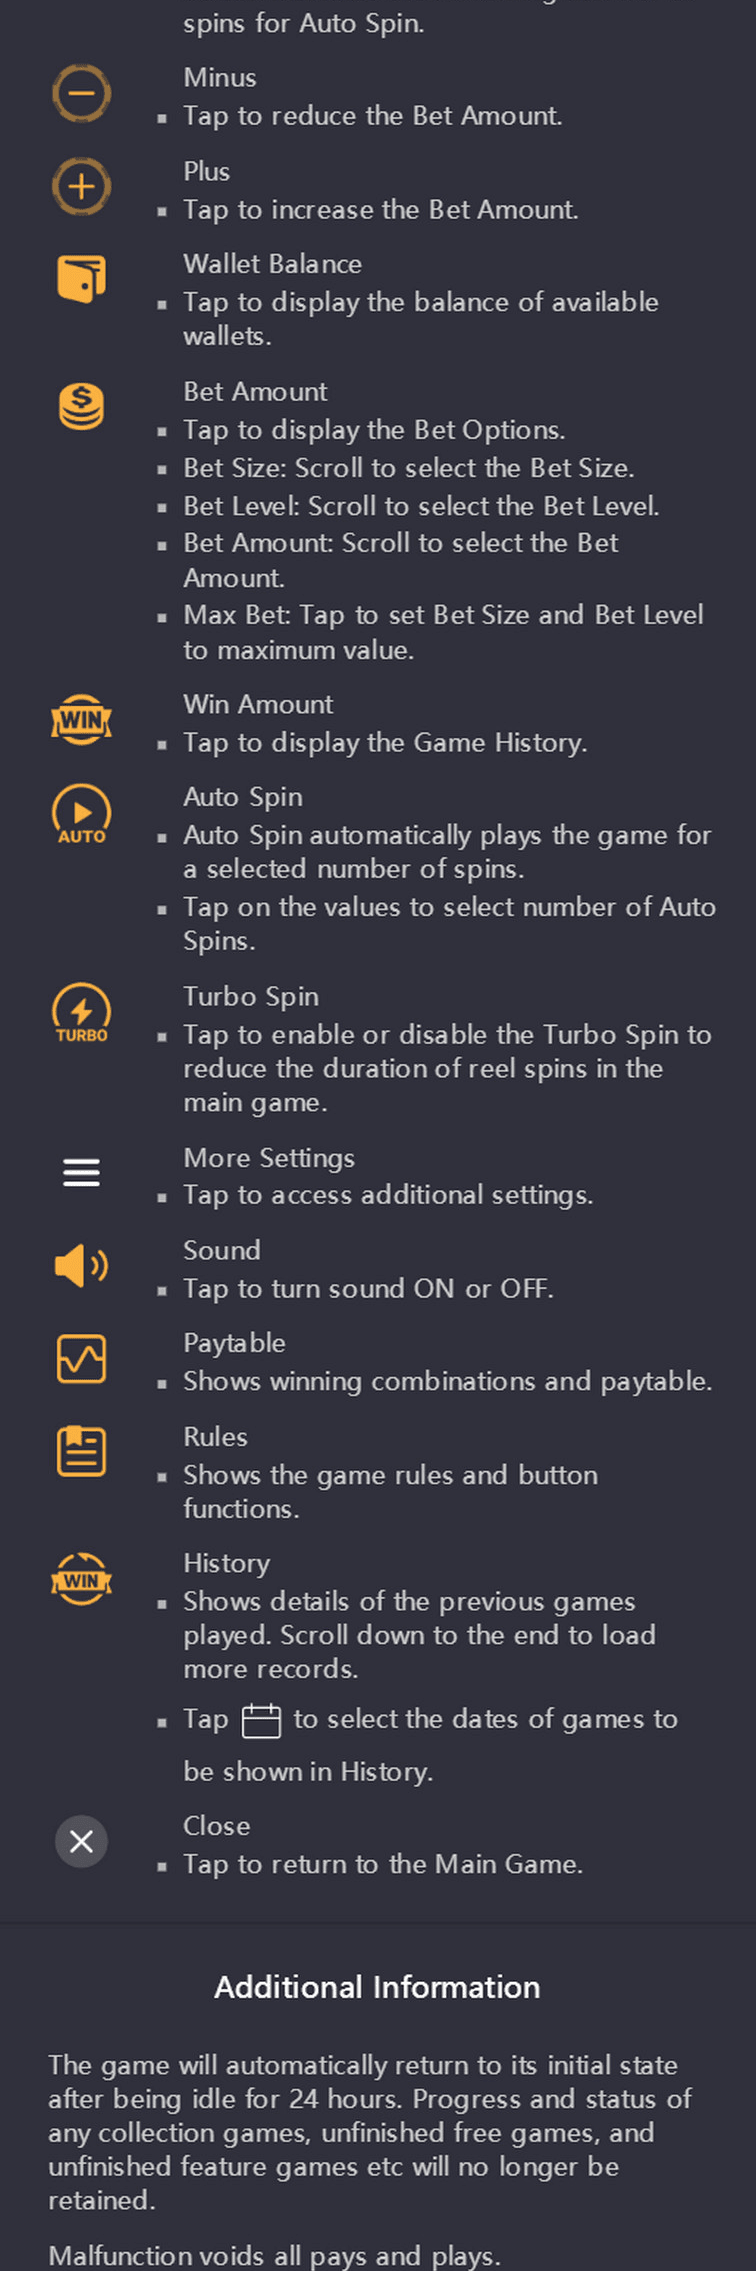 spins for Auto Spin.
Minus
▪ Tap to reduce the Bet Amount.
Plus
▪ Tap to increase the Bet Amount.
Wallet Balance
▪ Tap to display the balance of available
wallets.
Bet Amount
▪ Tap to display the Bet Options.
▪ Bet Size: Scroll to select the Bet Size.
▪ Bet Level: Scroll to select the Bet Level.
▪ Bet Amount: Scroll to select the Bet
Amount.
▪ Max Bet: Tap to set Bet Size and Bet Level
to maximum value.
WIN
Win Amount
▪ Tap to display the Game History.
AUTO
Auto Spin
▪ Auto Spin automatically plays the game for
a selected number of spins.
▪ Tap on the values to select number of Auto
Spins.
TURBO
Turbo Spin
▪ Tap to enable or disable the Turbo Spin to
reduce the duration of reel spins in the
main game.
More Settings
▪ Tap to access additional settings.
Sound
▪ Tap to turn sound ON or OFF.
Paytable
▪ Shows winning combinations and paytable.
Rules
▪ Shows the game rules and button
functions.
WIN
History
▪ Shows details of the previous games
played. Scroll down to the end to load
more records.
▪ Tap to select the dates of games to
be shown in History.
Close
▪ Tap to return to the Main Game.
Additional Information
The game will automatically return to its initial state
after being idle for 24 hours. Progress and status of
any collection games, unfinished free games, and
unfinished feature games etc will no longer be
retained.
Malfunction voids all pays and plays.